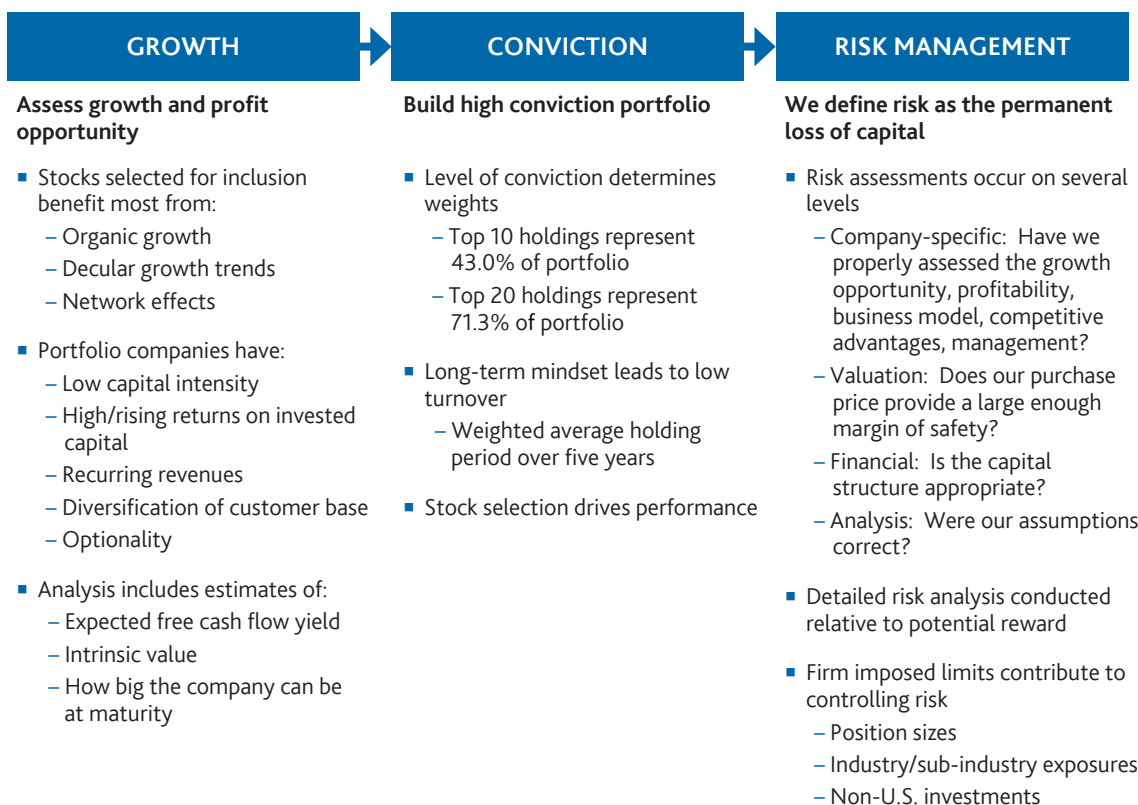 GROWTH
Assess growth and profit
opportunity
▪ Stocks selected for inclusion
benefit most from:
– Organic growth
– Decular growth trends
– Network effects
▪ Portfolio companies have:
– Low capital intensity
– High/rising returns on invested
capital
– Recurring revenues
– Diversification of customer base
– Optionality
▪ Analysis includes estimates of:
– Expected free cash flow yield
– Intrinsic value
– How big the company can be
at maturity
CONVICTION
Build high conviction portfolio
▪ Level of conviction determines
weights
– Top 10 holdings represent
43.0% of portfolio
– Top 20 holdings represent
71.3% of portfolio
▪ Long-term mindset leads to low
turnover
– Weighted average holding
period over five years
▪ Stock selection drives performance
RISK MANAGEMENT
We define risk as the permanent
loss of capital
▪ Risk assessments occur on several
levels
– Company-specific: Have we
properly assessed the growth
opportunity, profitability,
business model, competitive
advantages, management?
– Valuation: Does our purchase
price provide a large enough
margin of safety?
– Financial: Is the capital
structure appropriate?
– Analysis: Were our assumptions
correct?
▪ Detailed risk analysis conducted
relative to potential reward
▪ Firm imposed limits contribute to
controlling risk
– Position sizes
– Industry/sub-industry exposures
– Non-U.S. investments